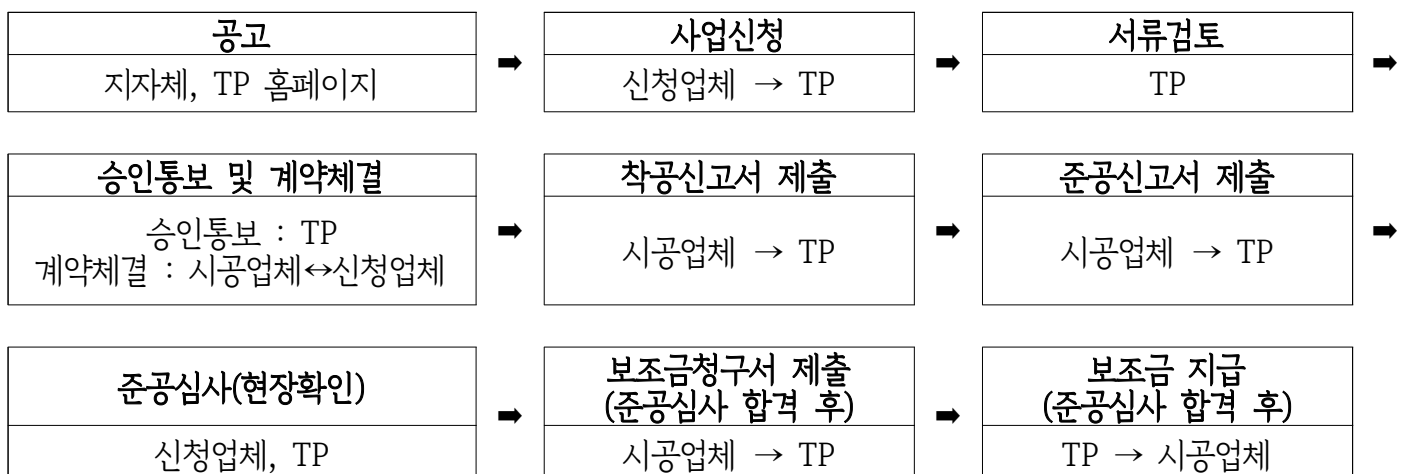 공고
지자체, TP 홈페이지
➡
사업신청
신청업체 → TP
➡
서류검토
TP
➡
승인통보 및 계약체결
승인통보 : TP
계약체결 : 시공업체↔신청업체
➡
착공신고서 제출
시공업체 → TP
➡
준공신고서 제출
시공업체 → TP
➡
준공심사(현장확인)
신청업체, TP
➡
보조금청구서 제출
(준공심사 합격 후)
시공업체 → TP
➡
보조금 지급
(준공심사 합격 후)
TP → 시공업체